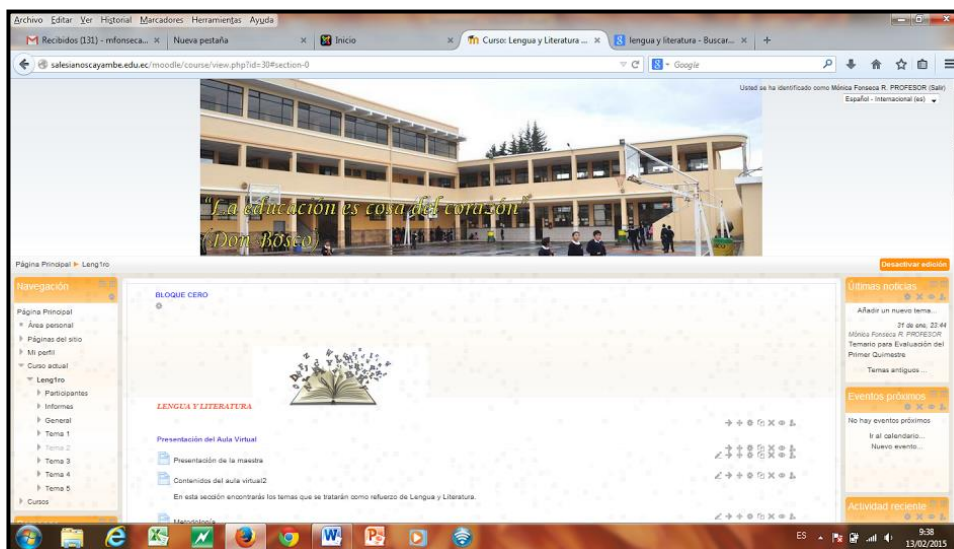 Archivo Editar Ver Historial Marcadores Herramientas Ayuda
Recibidos (131) - mfonseca... × Nueva pestaña × Inicio × Curso: Lengua y Literatura ... × lengua y literatura - Buscar... × +
salesianoscayambe.edu.ec/moodle/course/view.php?id=30#section-0 Google
Usted se ha identificado como Mónica Fonseca R. PROFESOR (Salir)
Español - Internacional (es)
"La educación es cosa del corazón"
(Don Bosco)
Página Principal ► Leng1ro
Desactivar edición
Navegación
Página Principal
Área personal
Páginas del sitio
Mi perfil
Curso actual
Leng1ro
Participantes
Informes
General
Tema 1
Tema 2
Tema 3
Tema 4
Tema 5
Cursos
BLOQUE CERO
LENGUA Y LITERATURA
Presentación del Aula Virtual
Presentación de la maestra
Contenidos del aula virtual2
En esta sección encontrarás los temas que se tratarán como refuerzo de Lengua y Literatura.
Metodología
Últimas noticias
Añadir un nuevo tema...
31 de ene, 23:44
Mónica Fonseca R. PROFESOR
Temario para Evaluación del
Primer Quimestre
Temas antiguos ...
Eventos próximos
No hay eventos próximos
Ir al calendario...
Nuevo evento...
Actividad reciente
ES
9:38
13/02/2015